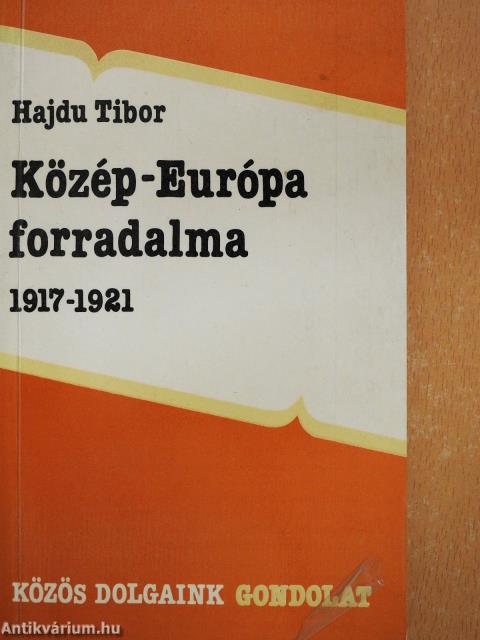 Hajdu Tibor
Közép-Európa
forradalma
1917-1921
KÖZÖS DOLGAINK GONDOLAT
Antikvárium.hu